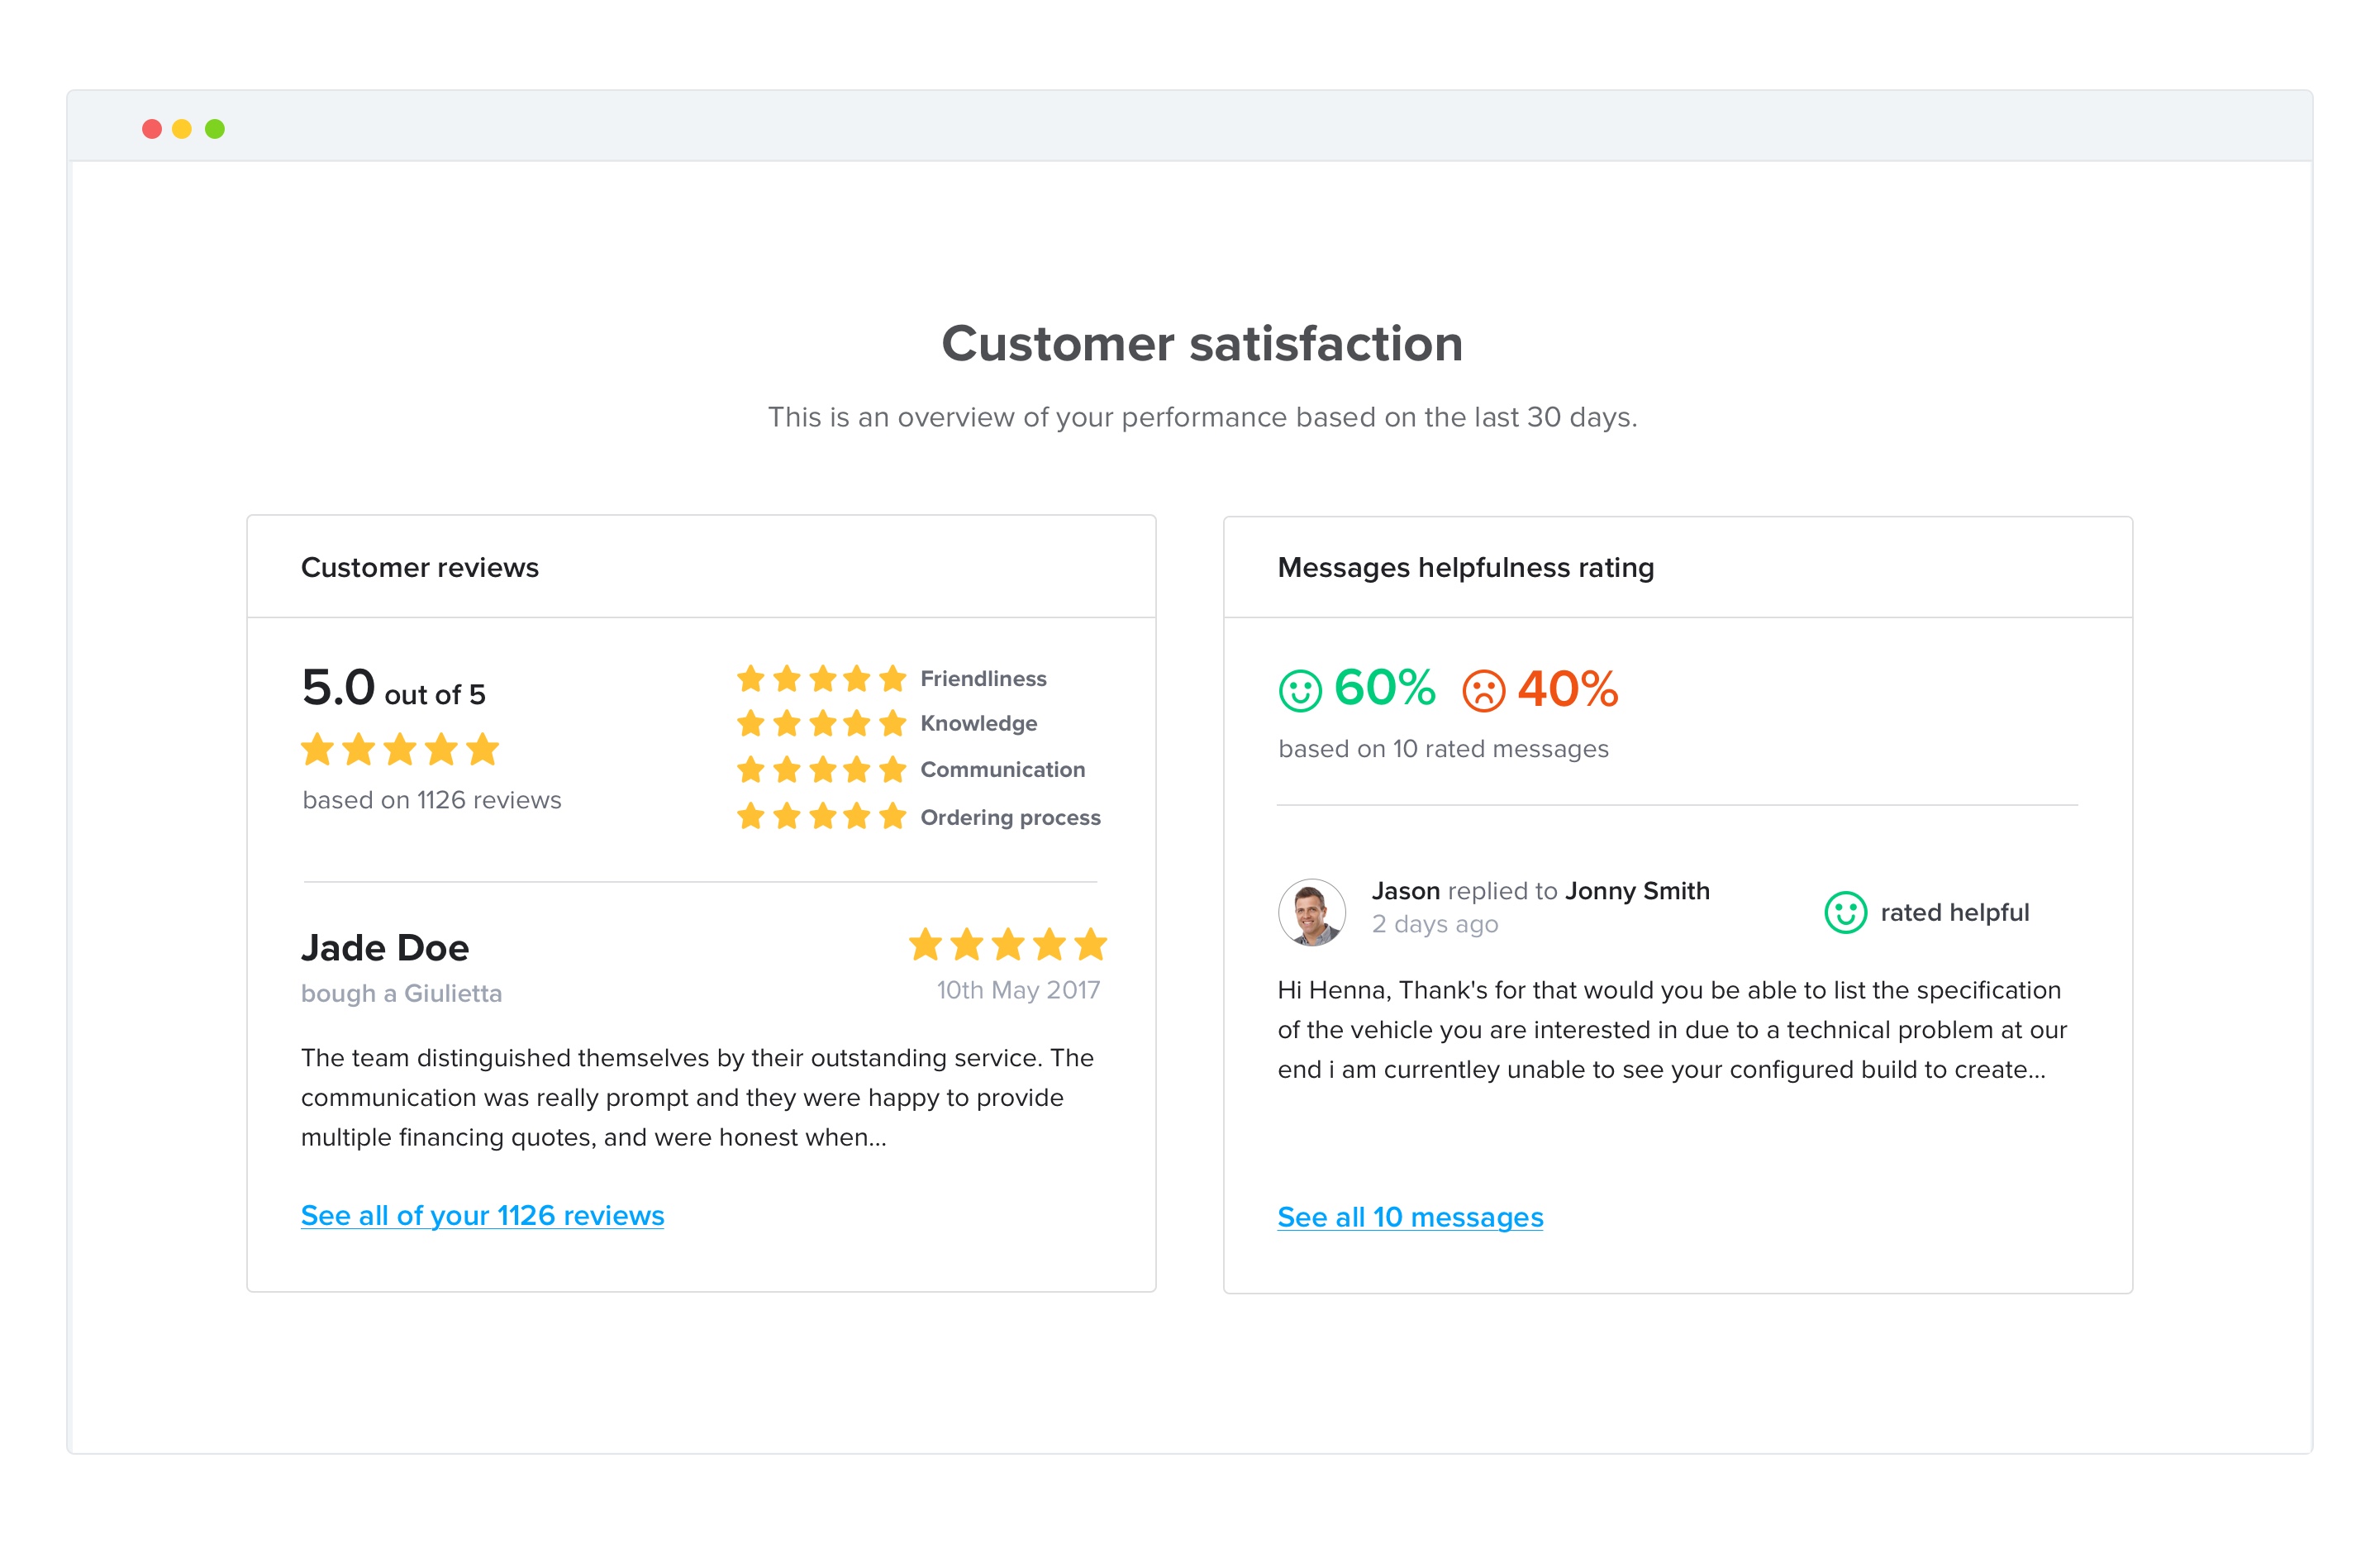 Customer satisfaction
This is an overview of your performance based on the last 30 days.
Customer reviews
5.0 out of 5
based on 1126 reviews
Friendliness
Knowledge
Communication
Ordering process
Jade Doe
bough a Giulietta
10th May 2017
The team distinguished themselves by their outstanding service. The
communication was really prompt and they were happy to provide
multiple financing quotes, and were honest when...
See all of your 1126 reviews
Messages helpfulness rating
60% 40%
based on 10 rated messages
Jason replied to Jonny Smith
2 days ago
rated helpful
Hi Henna, Thank's for that would you be able to list the specification
of the vehicle you are interested in due to a technical problem at our
end i am currentley unable to see your configured build to create...
See all 10 messages